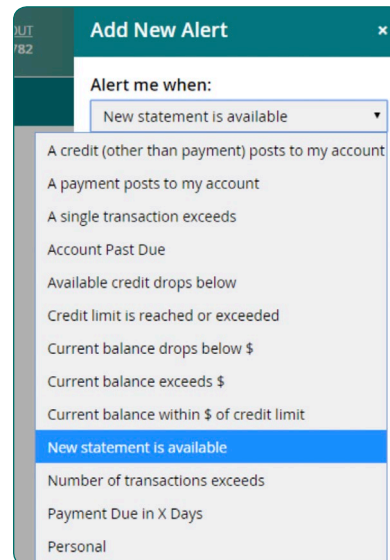 Add New Alert ×
Alert me when:
New statement is available
A credit (other than payment) posts to my account
A payment posts to my account
A single transaction exceeds
Account Past Due
Available credit drops below
Credit limit is reached or exceeded
Current balance drops below $
Current balance exceeds $
Current balance within $ of credit limit
New statement is available
Number of transactions exceeds
Payment Due in X Days
Personal